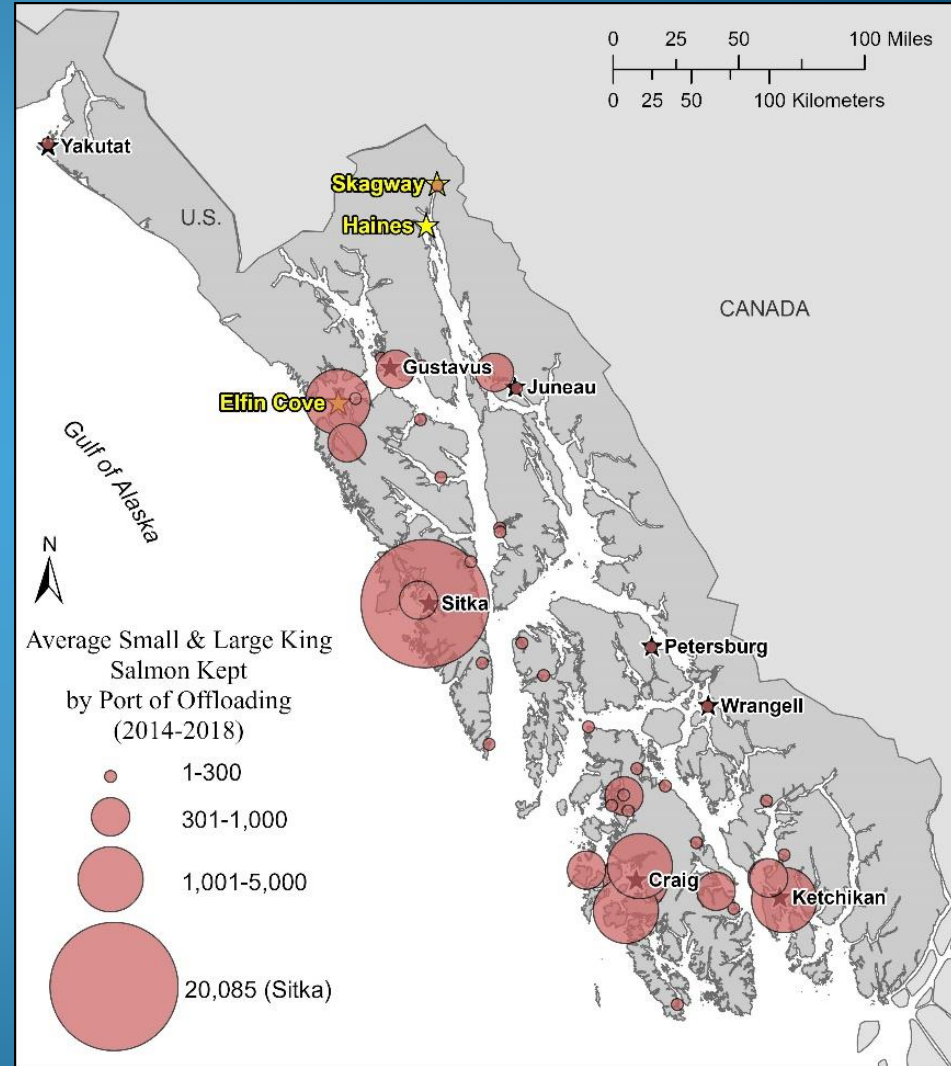 0 25 50 100 Miles
0 25 50 100 Kilometers
Yakutat
Skagway
U.S.
Haines
CANADA
Gustavus
Juneau
Elfin Cove
Gulf of Alaska
N
Sitka
Average Small & Large King
Salmon Kept
by Port of Offloading
(2014-2018)
1-300
301-1,000
1,001-5,000
20,085 (Sitka)
Petersburg
Wrangell
Craig
Ketchikan